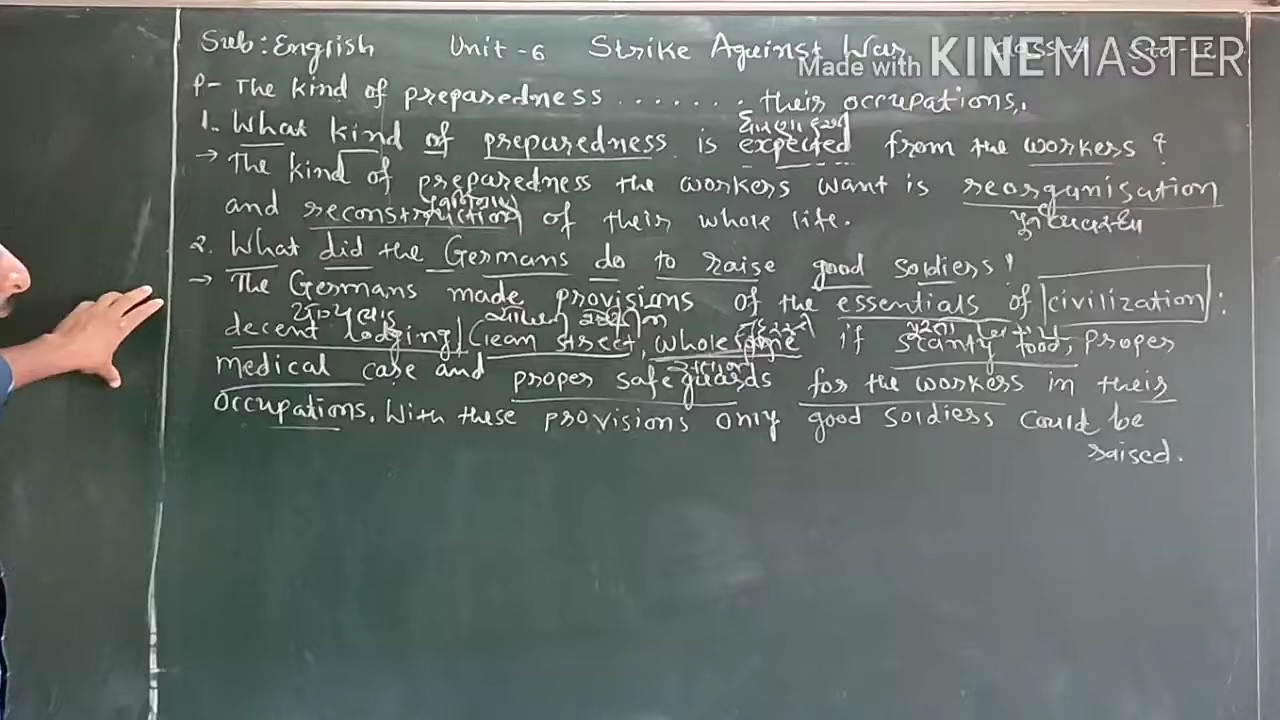 Sub: English Unit-6 Strike Against War
Made with KINEMASTER
P- The kind of preparedness . . . . . . . their occupations.
1. What kind of preparedness is expected from the workers ?
→ The kind of preparedness the workers want is reorganisation
and reconstruction of their whole life.
2. What did the Germans do to raise good soldiers?
→ The Germans made provisions of the essentials of civilization:
decent lodging, Clean street, wholesome if scanty food, proper
medical care and proper safeguards for the workers in their
occupations. With these provisions only good soldiers could be
raised.